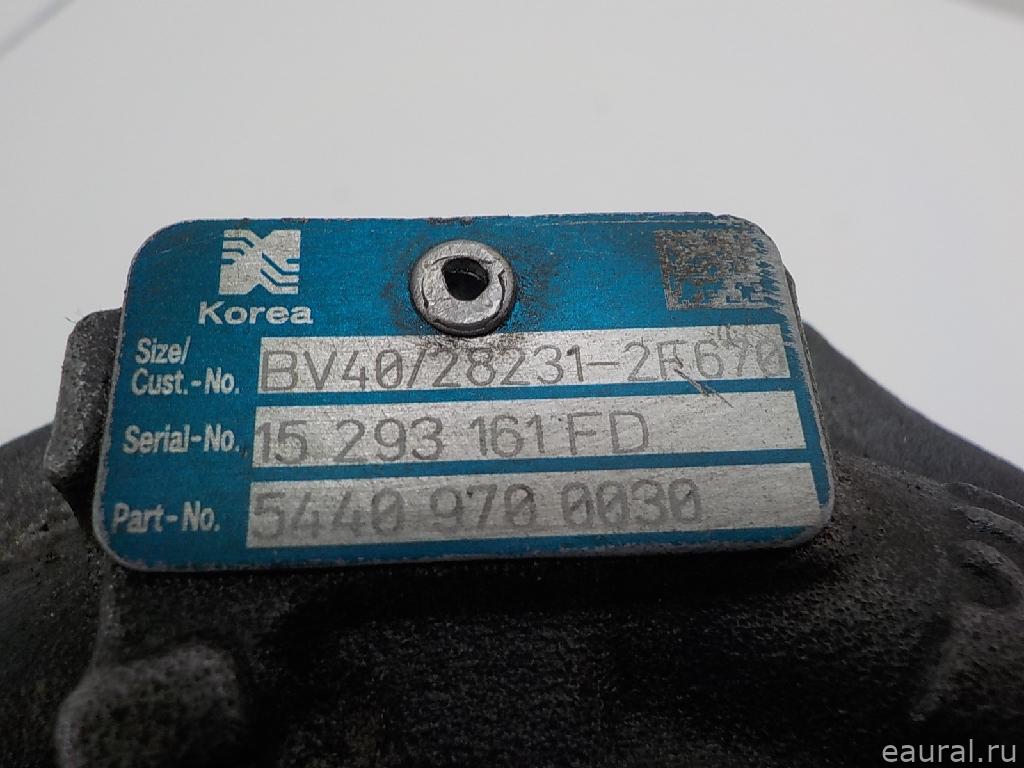 Korea
Size/
Cust.-No. BV40/28231-2F670
Serial-No. 15 293 161 FD
Part-No. 5440 970 0030
eaural.ru